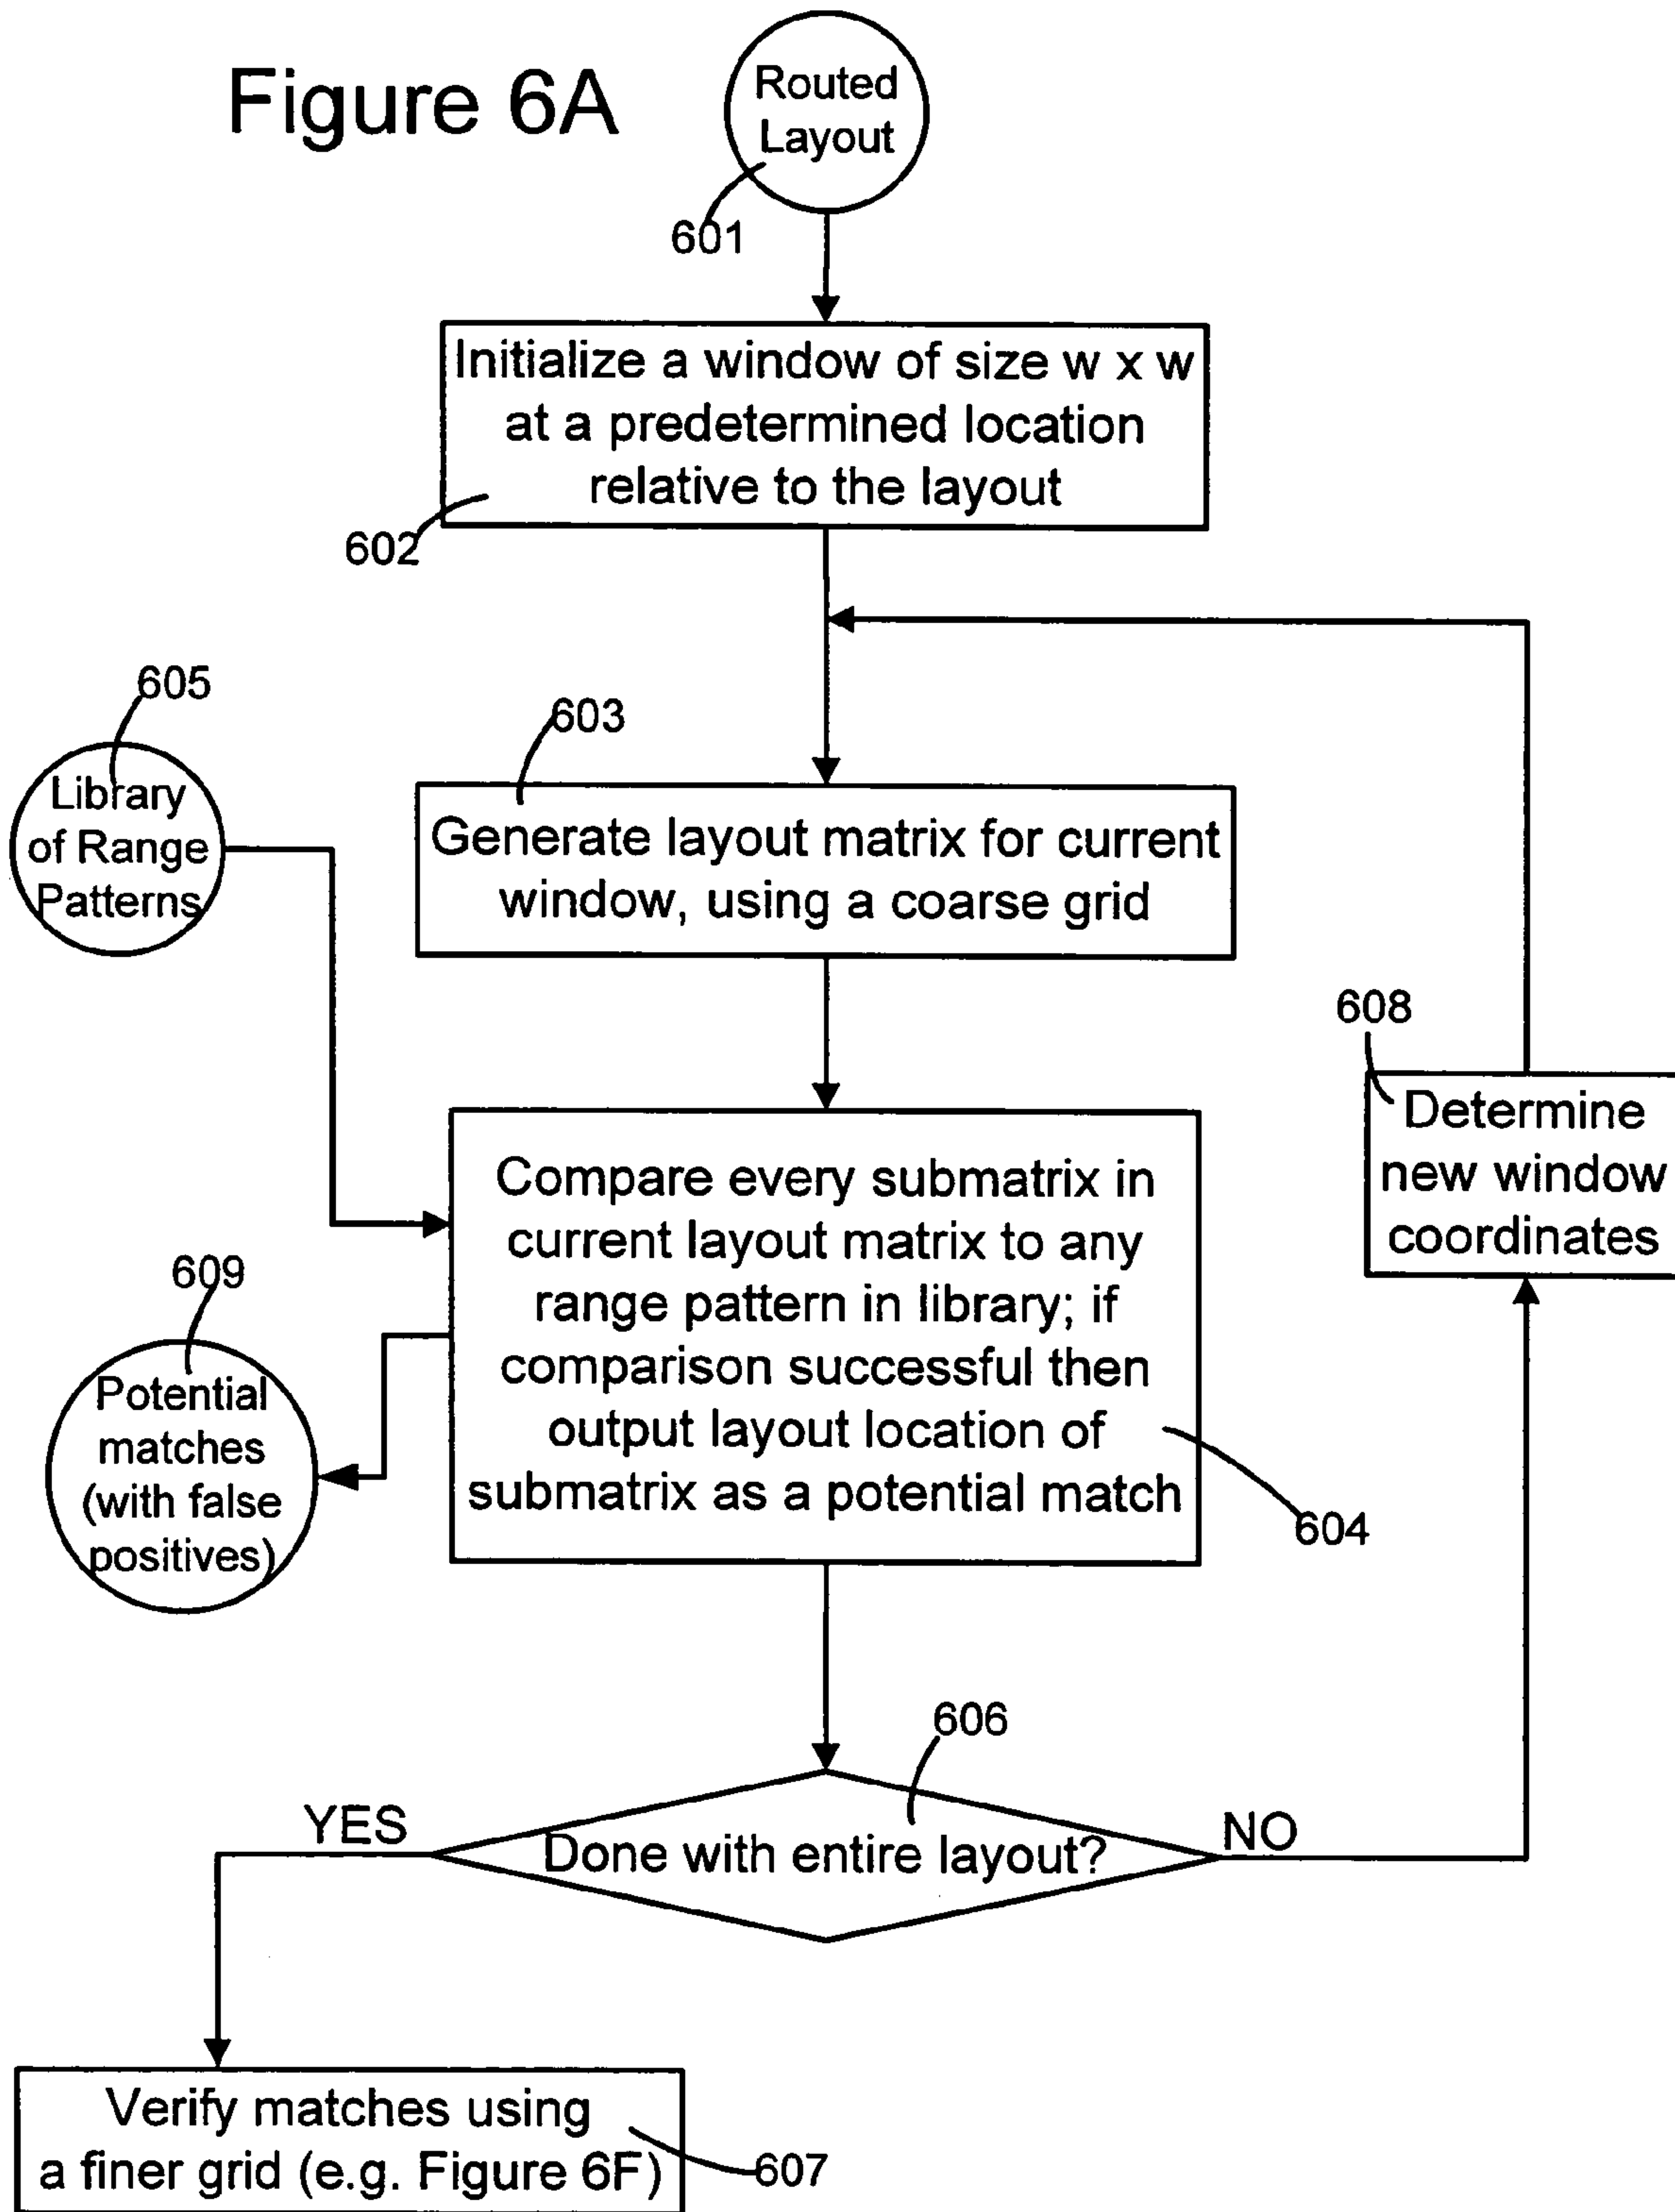 Figure 6A
Routed
Layout
601
Initialize a window of size w x w
at a predetermined location
relative to the layout
602
605
Library
of Range
Patterns
603
Generate layout matrix for current
window, using a coarse grid
608
Determine
new window
coordinates
Compare every submatrix in
current layout matrix to any
range pattern in library; if
comparison successful then
output layout location of
submatrix as a potential match
604
609
Potential
matches
(with false
positives)
606
YES
Done with entire layout?
NO
Verify matches using
a finer grid (e.g. Figure 6F)
607